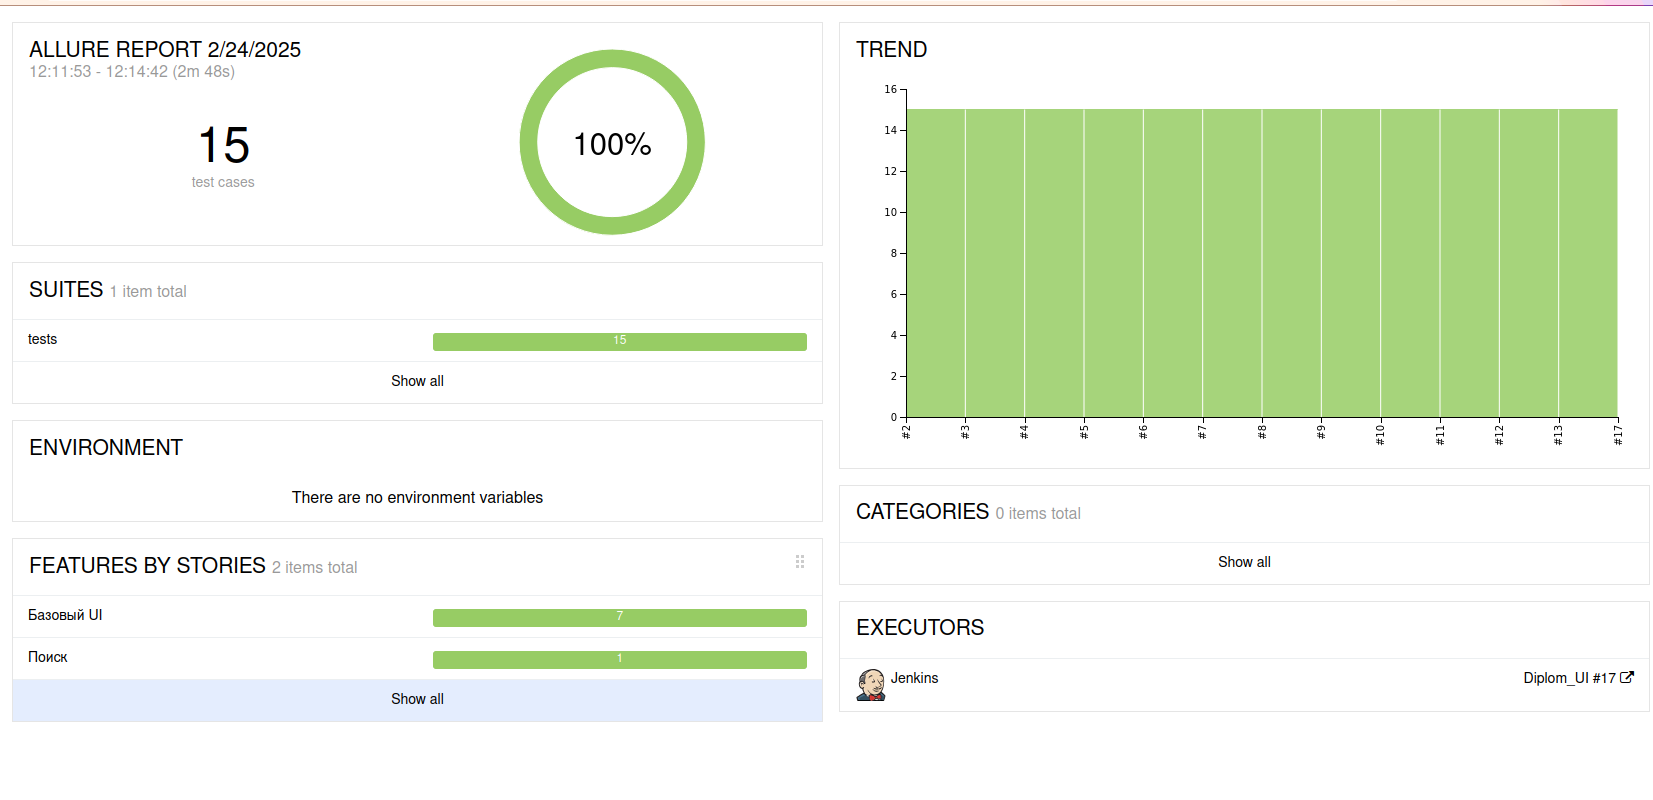 ALLURE REPORT 2/24/2025
12:11:53 - 12:14:42 (2m 48s)
15
test cases
100%
SUITES 1 item total
tests 15
Show all
ENVIRONMENT
There are no environment variables
FEATURES BY STORIES 2 items total
Базовый UI 7
Поиск 1
Show all
TREND
16
14
12
10
8
6
4
2
0
#2 #3 #4 #5 #6 #7 #8 #9 #10 #11 #12 #13 #17
CATEGORIES 0 items total
Show all
EXECUTORS
Jenkins Diplom_UI #17